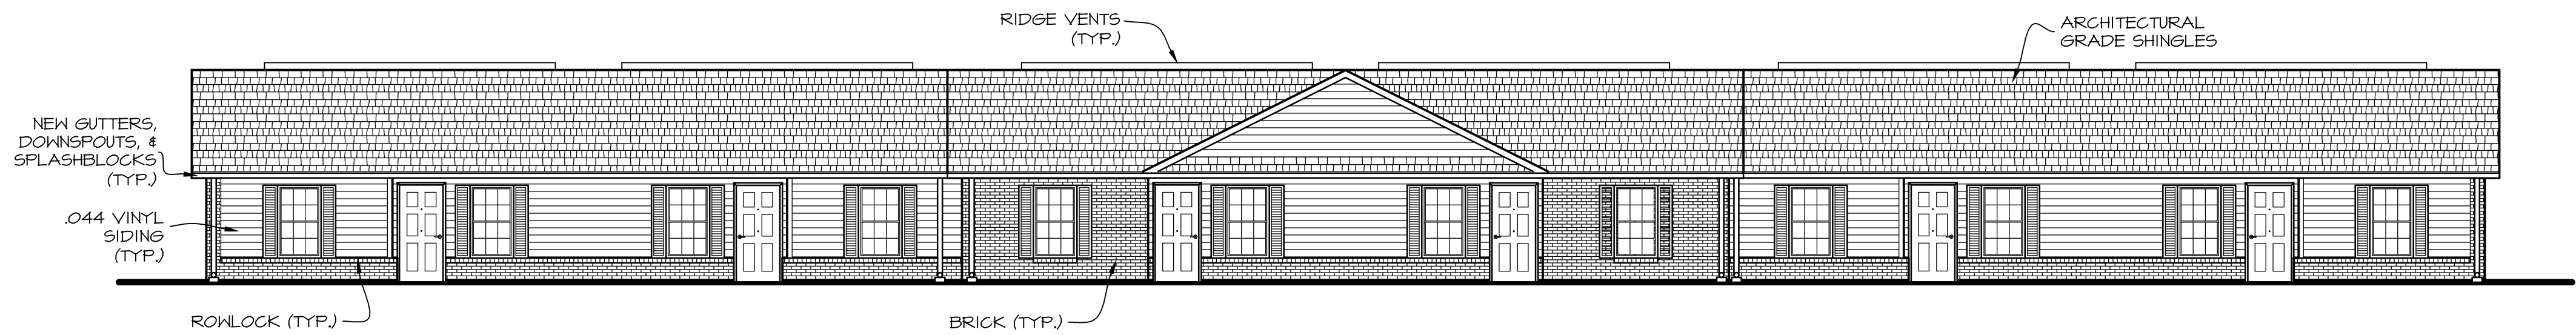 RIDGE VENTS
(TYP.)
ARCHITECTURAL
GRADE SHINGLES
NEW GUTTERS,
DOWNSPOUTS, &
SPLASHBLOCKS
(TYP.)
.044 VINYL
SIDING
(TYP.)
ROWLOCK (TYP.)
BRICK (TYP.)